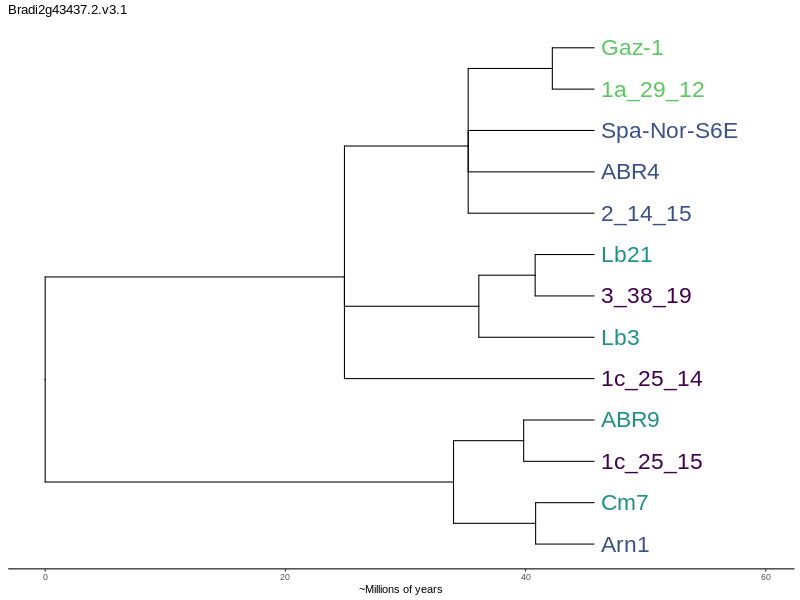 Bradi2g43437.2.v3.1
Gaz-1
1a_29_12
Spa-Nor-S6E
ABR4
2_14_15
Lb21
3_38_19
Lb3
1c_25_14
ABR9
1c_25_15
Cm7
Arn1
0 20 40 60
~Millions of years